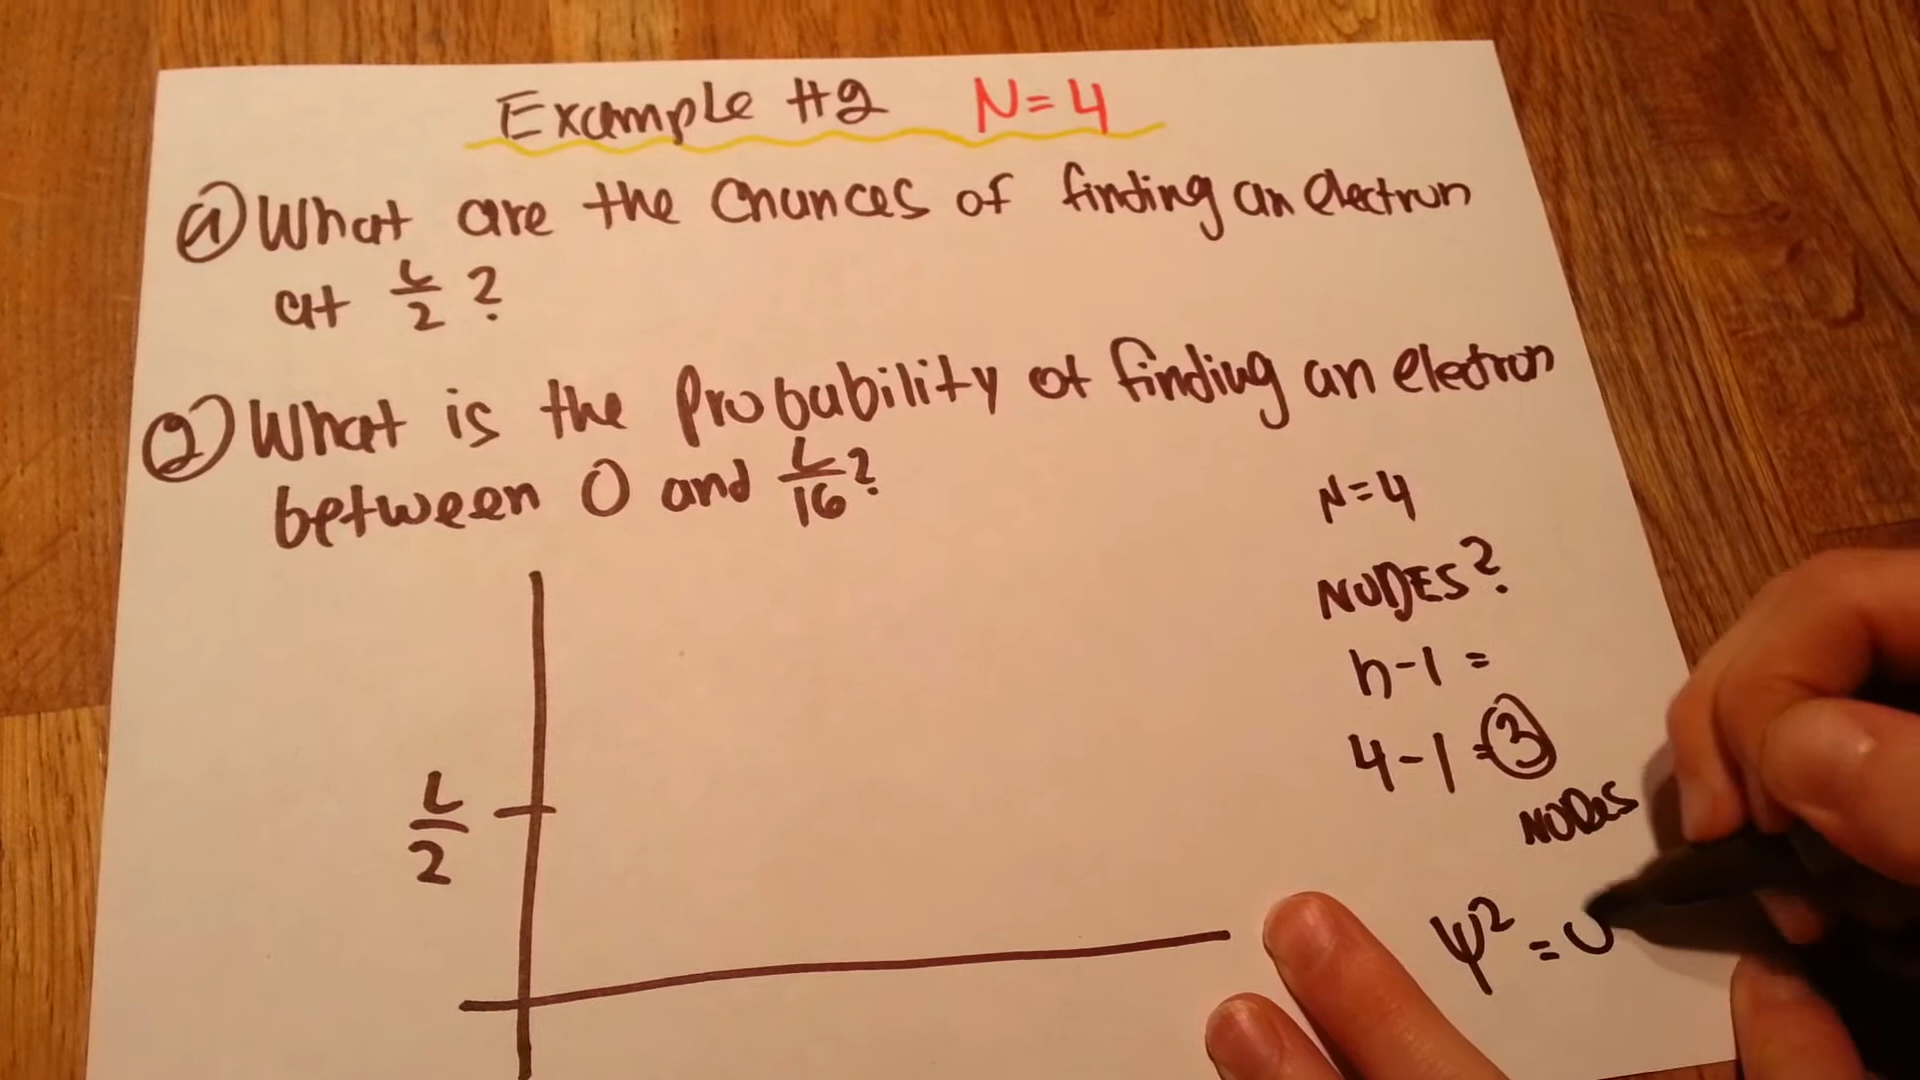 Example #2 N=4
① What are the chances of finding an electron
at L/2 ?
② What is the Probability of finding an electron
between 0 and L/16?
N=4
NODES?
n-1 =
4-1 = 3
NODES
L/2
ψ² = 0